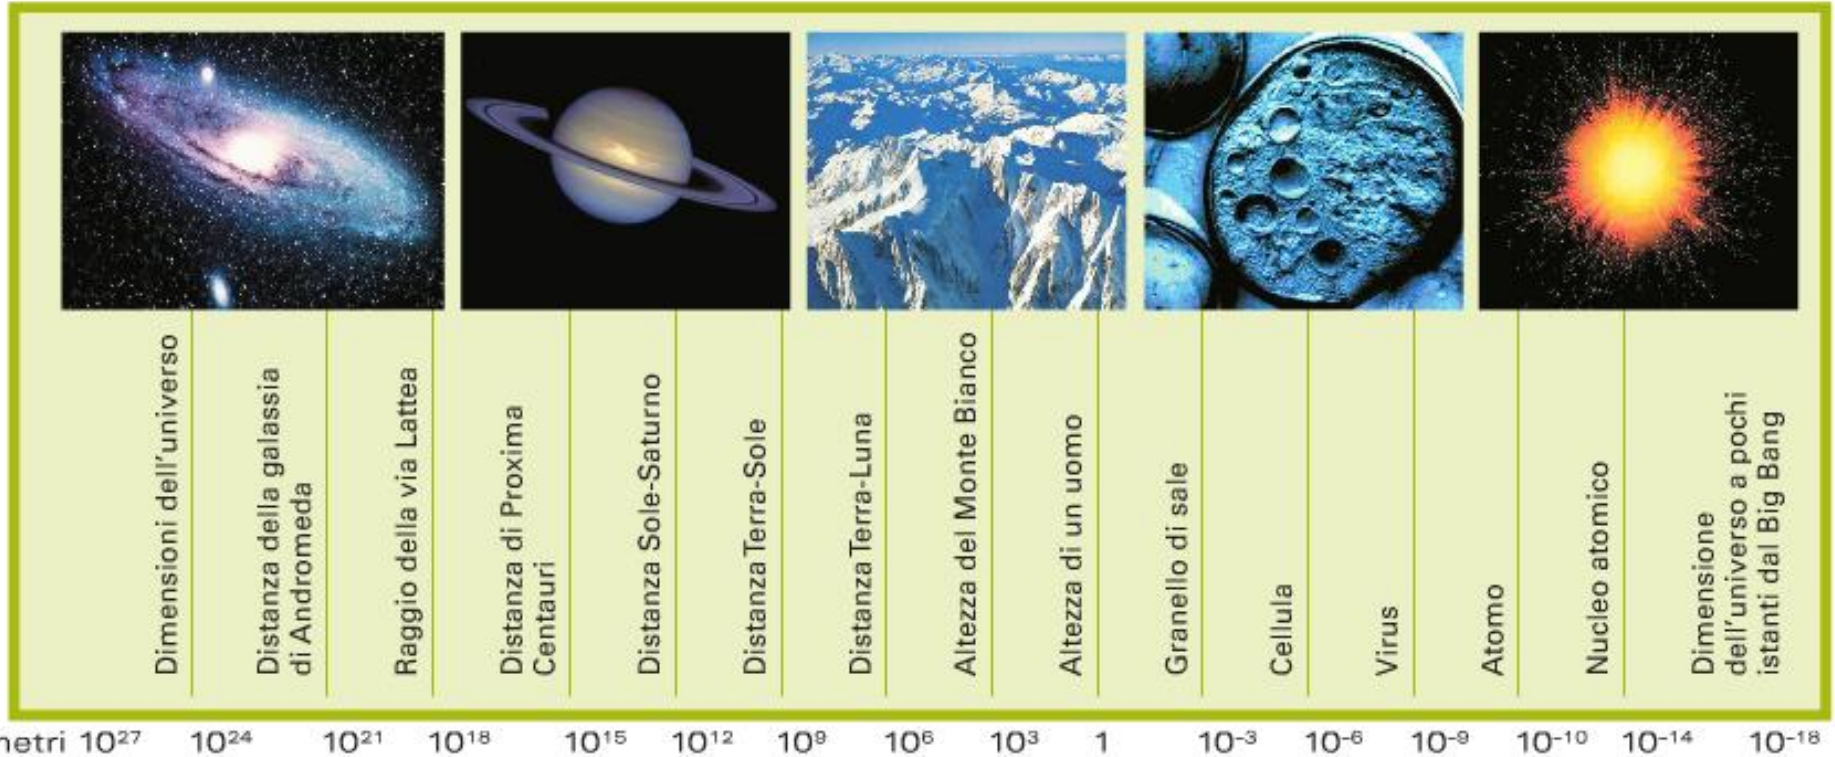 Dimensioni dell'universo
Distanza della galassia
di Andromeda
Raggio della via Lattea
Distanza di Proxima
Centauri
Distanza Sole-Saturno
Distanza Terra-Sole
Distanza Terra-Luna
Altezza del Monte Bianco
Altezza di un uomo
Granello di sale
Cellula
Virus
Atomo
Nucleo atomico
Dimensione
dell'universo a pochi
istanti dal Big Bang
netri 10²⁷ 10²⁴ 10²¹ 10¹⁸ 10¹⁵ 10¹² 10⁹ 10⁶ 10³ 1 10⁻³ 10⁻⁶ 10⁻⁹ 10⁻¹⁰ 10⁻¹⁴ 10⁻¹⁸